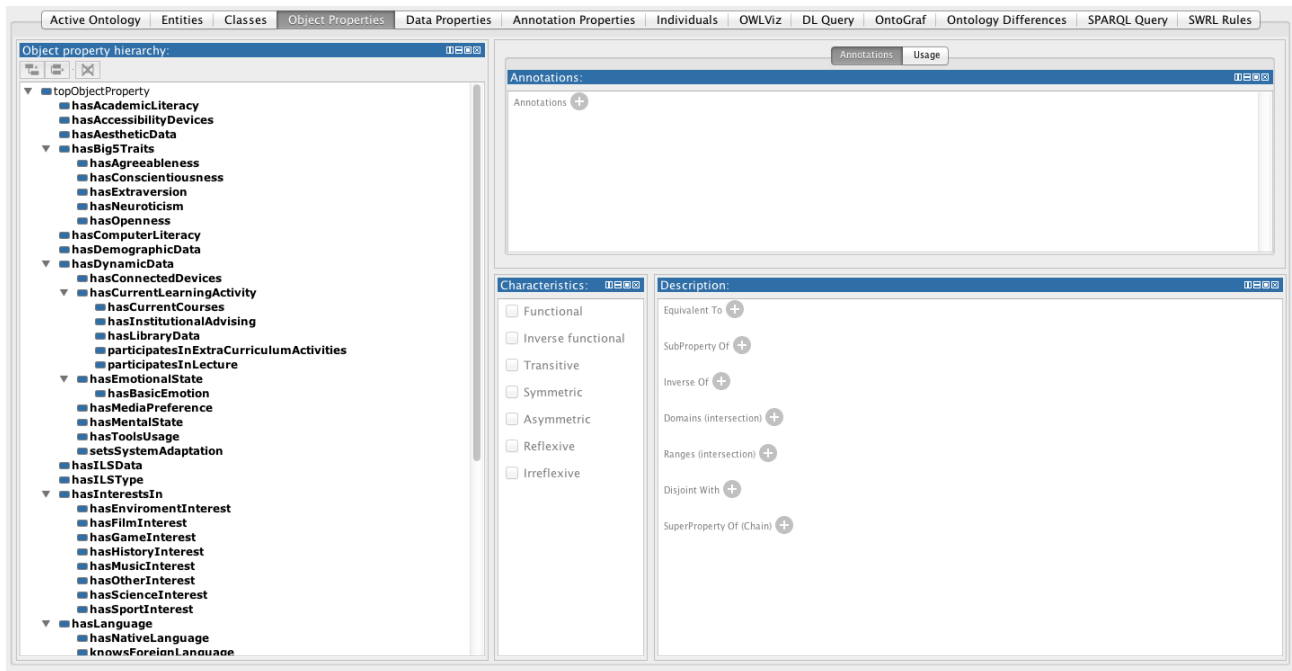 Active Ontology Entities Classes Object Properties Data Properties Annotation Properties Individuals OWLViz DL Query OntoGraf Ontology Differences SPARQL Query SWRL Rules
Object property hierarchy:
topObjectProperty
hasAcademicLiteracy
hasAccessibilityDevices
hasAestheticData
hasBig5Traits
hasAgreeableness
hasConscientiousness
hasExtraversion
hasNeuroticism
hasOpenness
hasComputerLiteracy
hasDemographicData
hasDynamicData
hasConnectedDevices
hasCurrentLearningActivity
hasCurrentCourses
hasInstitutionalAdvising
hasLibraryData
participatesInExtraCurriculumActivities
participatesInLecture
hasEmotionalState
hasBasicEmotion
hasMediaPreference
hasMentalState
hasToolsUsage
setsSystemAdaptation
hasILSData
hasILSType
hasInterestsIn
hasEnviromentInterest
hasFilmInterest
hasGameInterest
hasHistoryInterest
hasMusicInterest
hasOtherInterest
hasScienceInterest
hasSportInterest
hasLanguage
hasNativeLanguage
knowsForeignLanguage
Annotations Usage
Annotations:
Annotations
Characteristics:
Functional
Inverse functional
Transitive
Symmetric
Asymmetric
Reflexive
Irreflexive
Description:
Equivalent To
SubProperty Of
Inverse Of
Domains (intersection)
Ranges (intersection)
Disjoint With
SuperProperty Of (Chain)